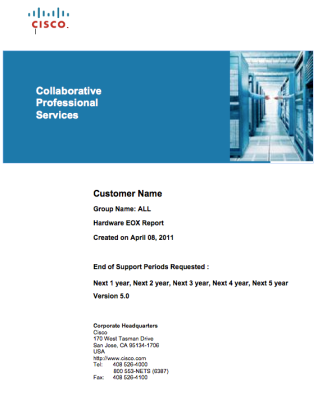 CISCO.
Collaborative
Professional
Services
Customer Name
Group Name: ALL
Hardware EOX Report
Created on April 08, 2011
End of Support Periods Requested :
Next 1 year, Next 2 year, Next 3 year, Next 4 year, Next 5 year
Version 5.0
Corporate Headquarters
Cisco
170 West Tasman Drive
San Jose, CA 95134-1706
USA
http://www.cisco.com
Tel: 408 526-4000
800 553-NETS (6387)
Fax: 408 526-4100